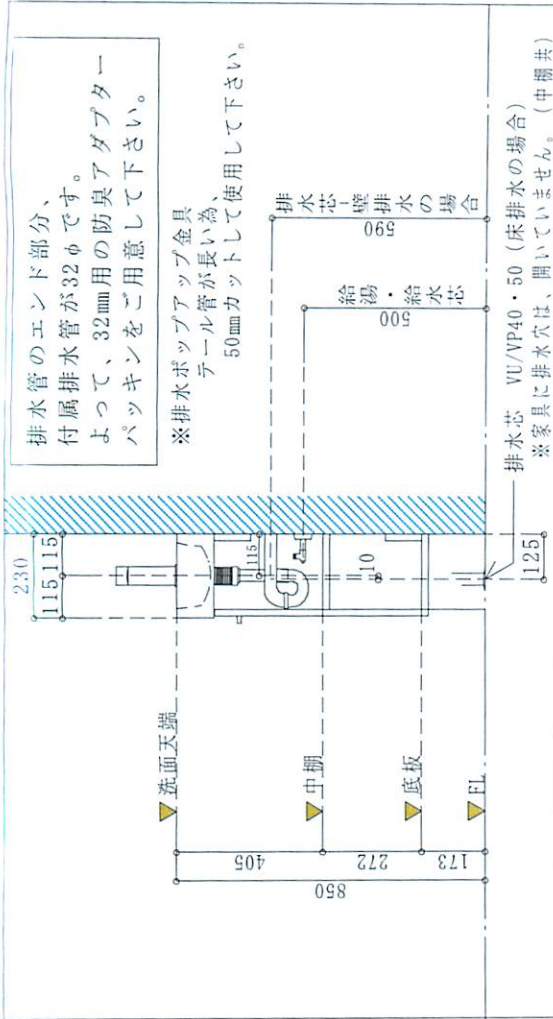 排水管のエンド部分、
付属排水管が32φです。
よって、32㎜用の防臭アダプター
パッキンをご用意して下さい。
※排水ポップアップ金具
テール管が長い為、
50㎜カットして使用して下さい。
230
115
115
115
10
洗面天端
中棚
底板
FL
405
272
173
850
給湯・給水芯
500
排水芯-壁排水の場合
590
125
排水芯 VU/VP40・50 (床排水の場合)
※家具に排水穴は、開いていません。(中棚共)